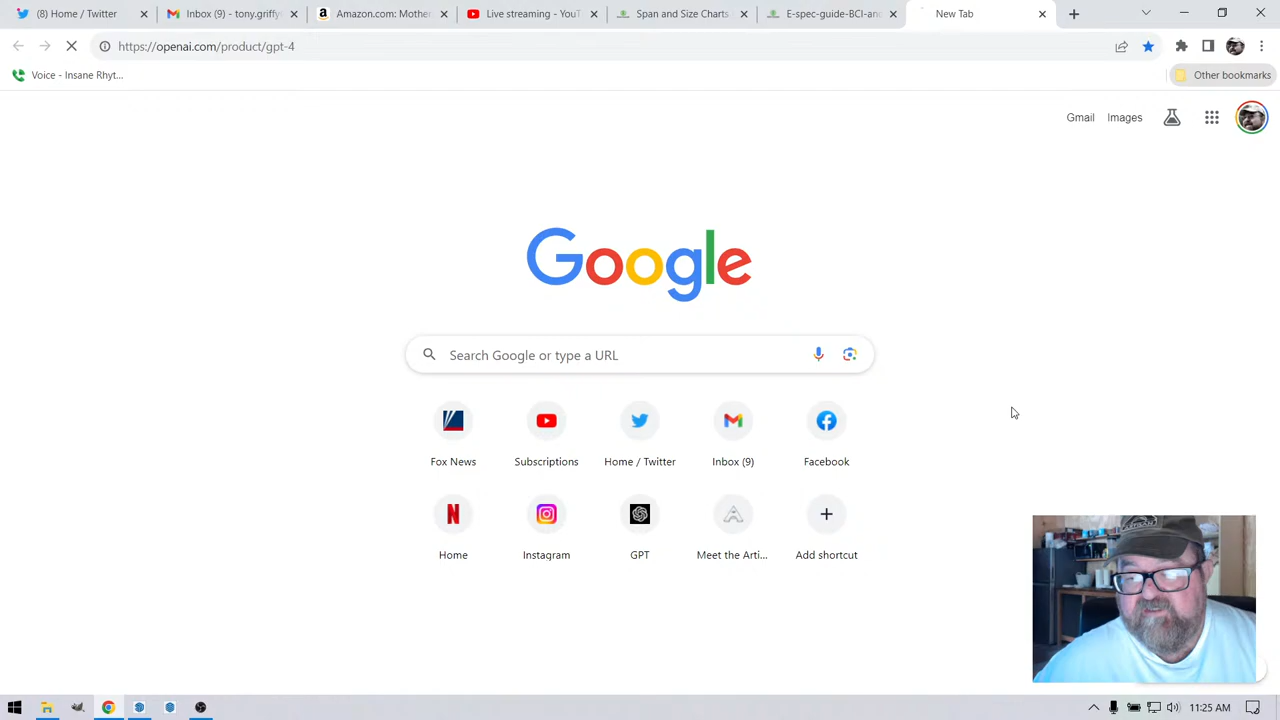 (8) Home / Twitter
Inbox (9) - tony.griffy
Amazon.com: Mother
Live streaming - YouT
Span and Size Charts
E-spec-guide-BCI-an
New Tab
https://openai.com/product/gpt-4
Voice - Insane Rhyt...
Other bookmarks
Gmail
Images
Google
Search Google or type a URL
Fox News
Subscriptions
Home / Twitter
Inbox (9)
Facebook
Home
Instagram
GPT
Meet the Arti...
Add shortcut
11:25 AM